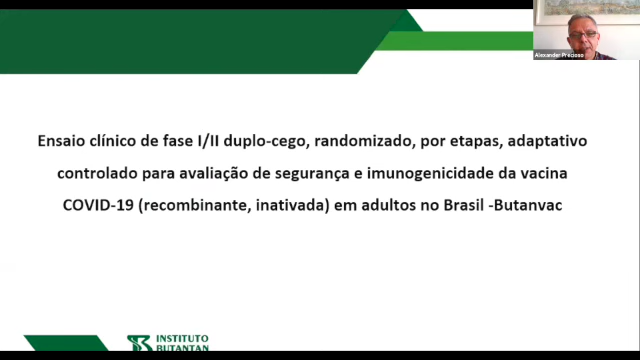 Alexander Precioso
Ensaio clínico de fase I/II duplo-cego, randomizado, por etapas, adaptativo
controlado para avaliação de segurança e imunogenicidade da vacina
COVID-19 (recombinante, inativada) em adultos no Brasil -Butanvac
INSTITUTO
BUTANTAN